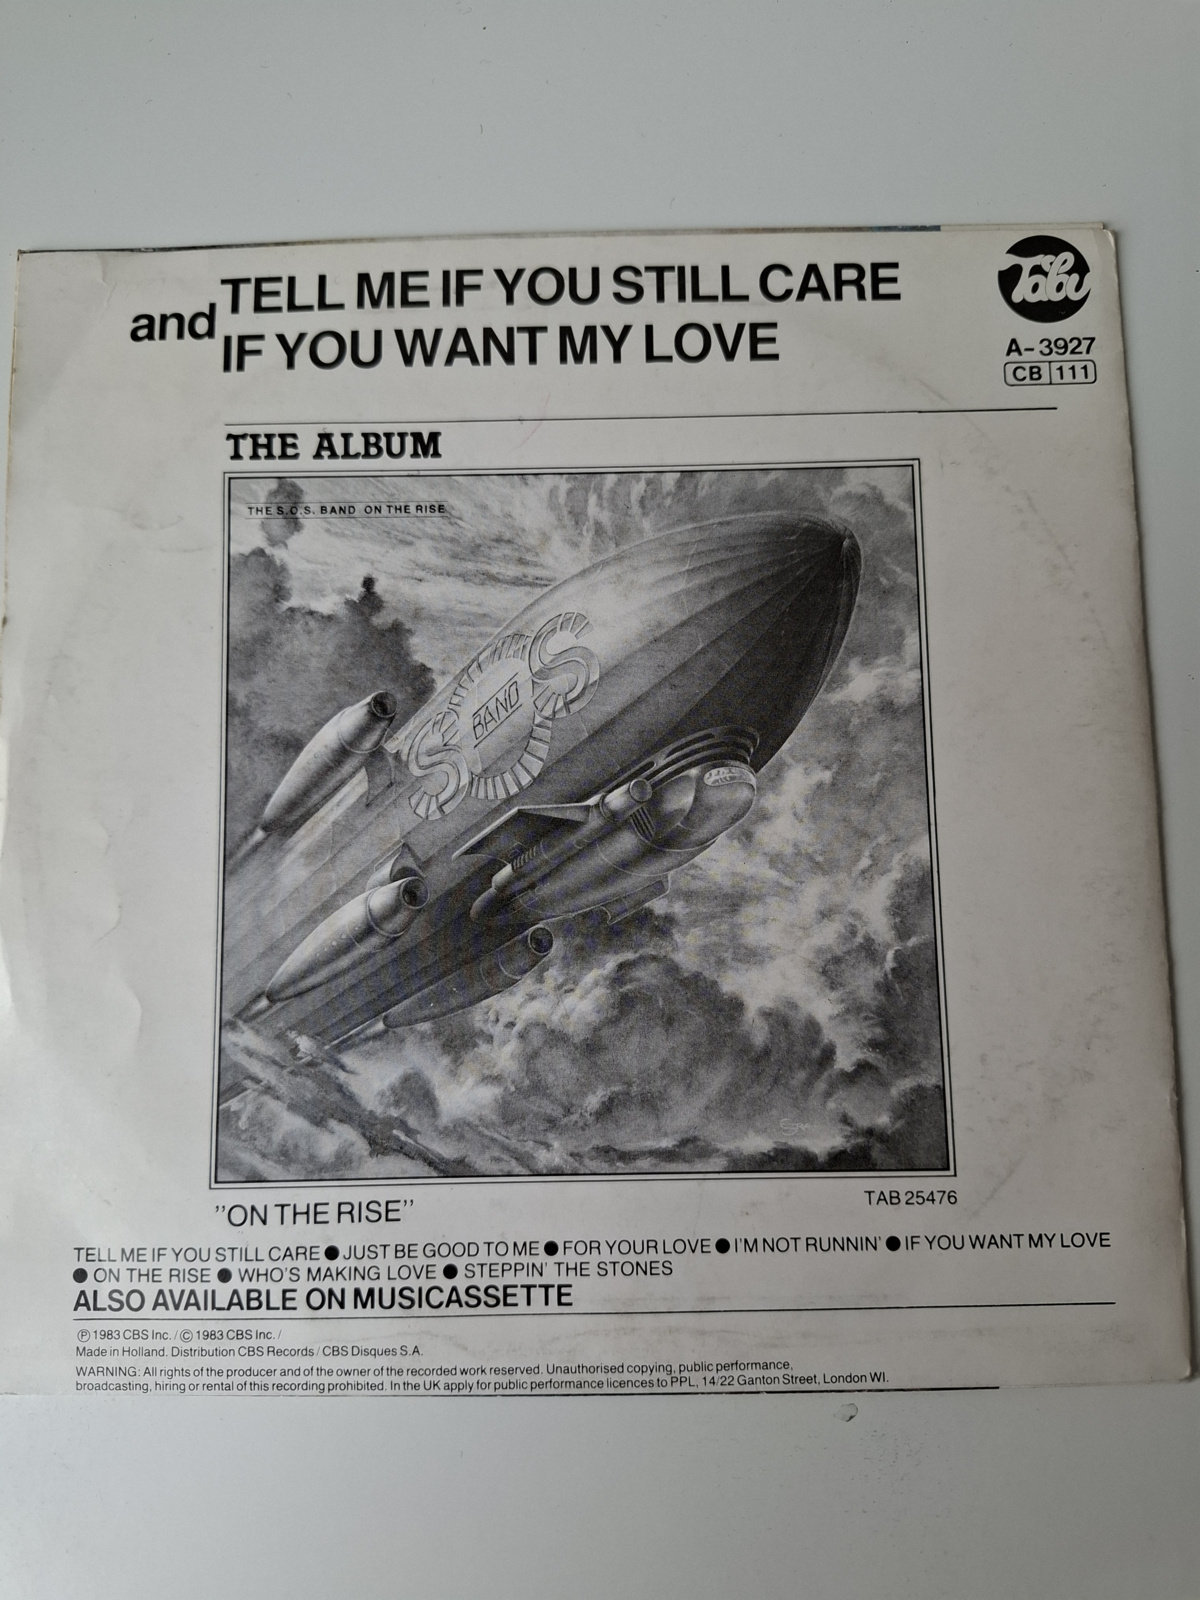 TELL ME IF YOU STILL CARE
and
IF YOU WANT MY LOVE
Tabu
A-3927
CB 111
THE ALBUM
THE S.O.S. BAND ON THE RISE
SOS
BAND
"ON THE RISE"
TAB 25476
TELL ME IF YOU STILL CARE ● JUST BE GOOD TO ME ● FOR YOUR LOVE ● I'M NOT RUNNIN' ● IF YOU WANT MY LOVE
● ON THE RISE ● WHO'S MAKING LOVE ● STEPPIN' THE STONES
ALSO AVAILABLE ON MUSICASSETTE
Ⓟ 1983 CBS Inc. / © 1983 CBS Inc. /
Made in Holland. Distribution CBS Records / CBS Disques S.A.
WARNING: All rights of the producer and of the owner of the recorded work reserved. Unauthorised copying, public performance,
broadcasting, hiring or rental of this recording prohibited. In the UK apply for public performance licences to PPL, 14/22 Ganton Street, London WI.